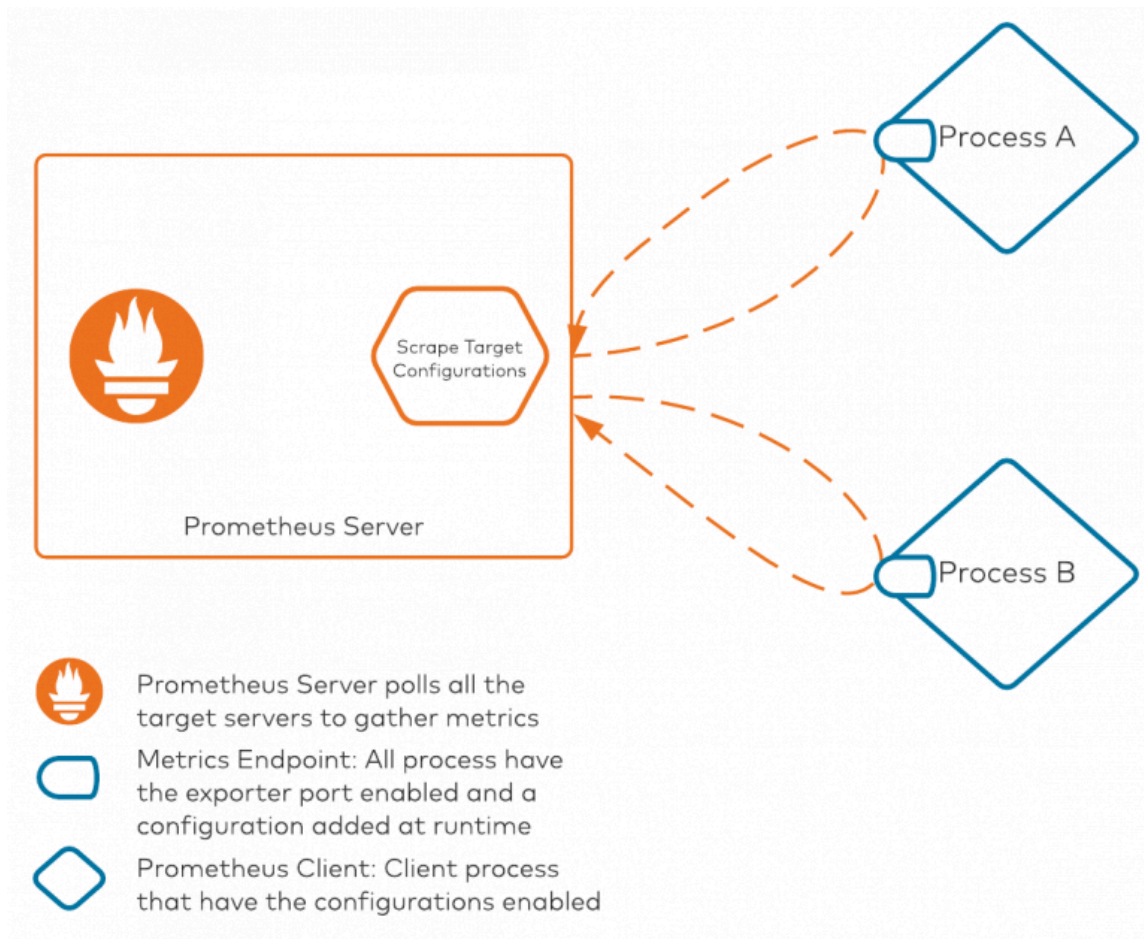 Process A
Scrape Target
Configurations
Prometheus Server
Process B
Prometheus Server polls all the
target servers to gather metrics
Metrics Endpoint: All process have
the exporter port enabled and a
configuration added at runtime
Prometheus Client: Client process
that have the configurations enabled